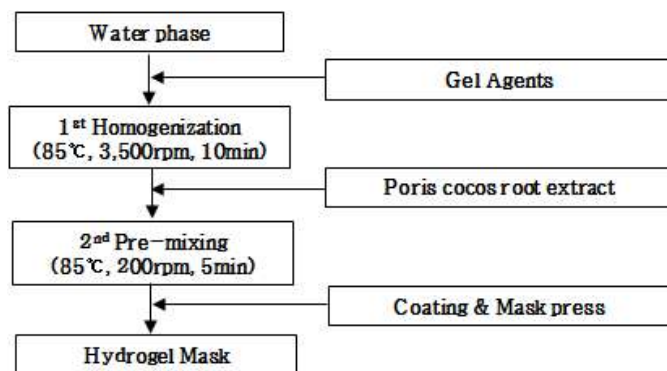 Water phase
Gel Agents
1st Homogenization
(85℃, 3,500rpm, 10min)
Poris cocos root extract
2nd Pre-mixing
(85℃, 200rpm, 5min)
Coating & Mask press
Hydrogel Mask